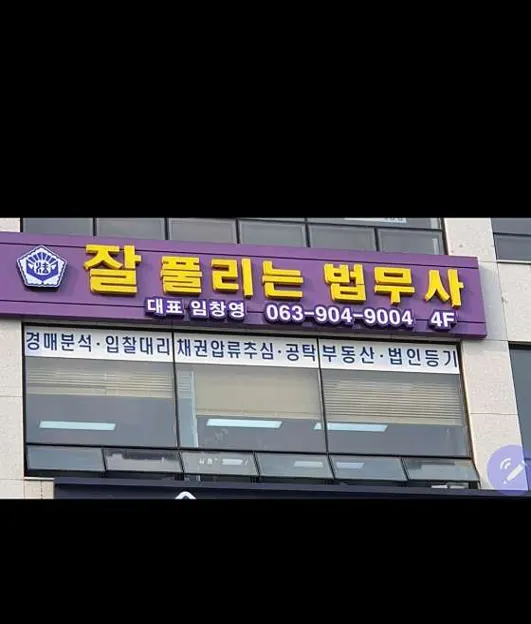 잘 풀리는 법무사
대표 임창영 063-904-9004 4F
경매분석·입찰대리 채권압류추심·공탁 부동산·법인등기